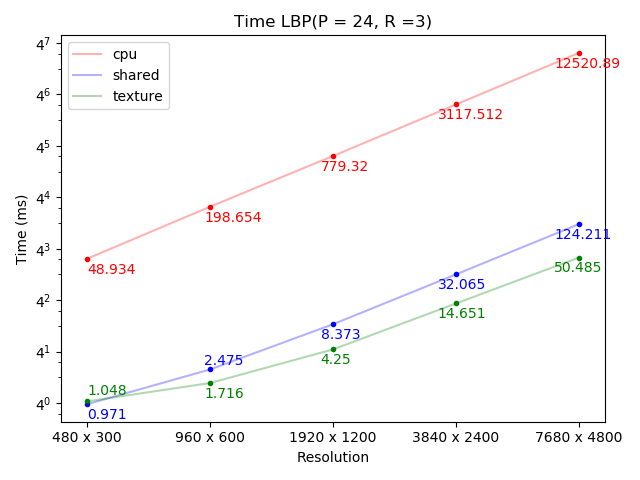 Time LBP(P = 24, R =3)
cpu
shared
texture
4^7
4^6
4^5
4^4
4^3
4^2
4^1
4^0
Time (ms)
48.934
198.654
779.32
3117.512
12520.89
0.971
2.475
8.373
32.065
124.211
1.048
1.716
4.25
14.651
50.485
480 x 300
960 x 600
1920 x 1200
3840 x 2400
7680 x 4800
Resolution